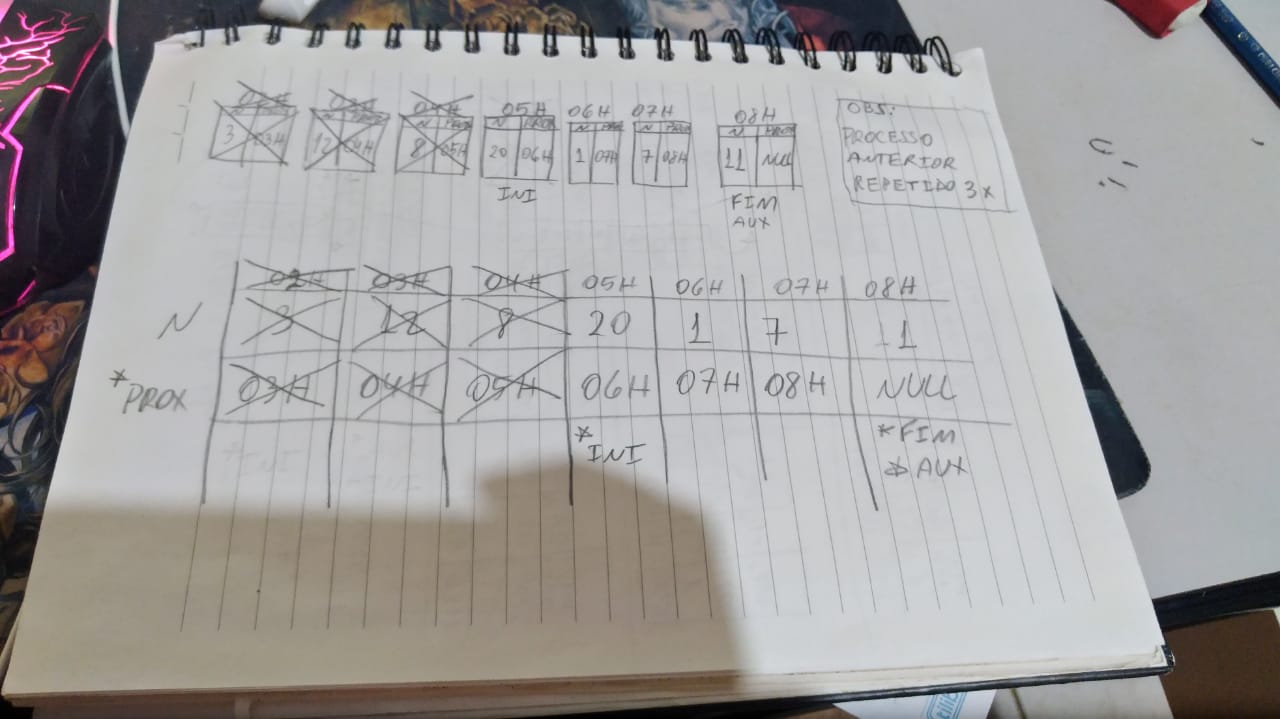 02H 03H 04H 05H 06H 07H 08H
N PROX N PROX N PROX N PROX N PROX N PROX N PROX
3 03H 12 04H 8 05H 20 06H 1 07H 7 08H 11 NULL
INI
FIM
AUX
OBS:
PROCESSO
ANTERIOR
REPETIDO 3X
02H 03H 04H 05H 06H 07H 08H
N 3 12 8 20 1 7 1
*PROX 03H 04H 05H 06H 07H 08H NULL
*
INI
*FIM
*AUX